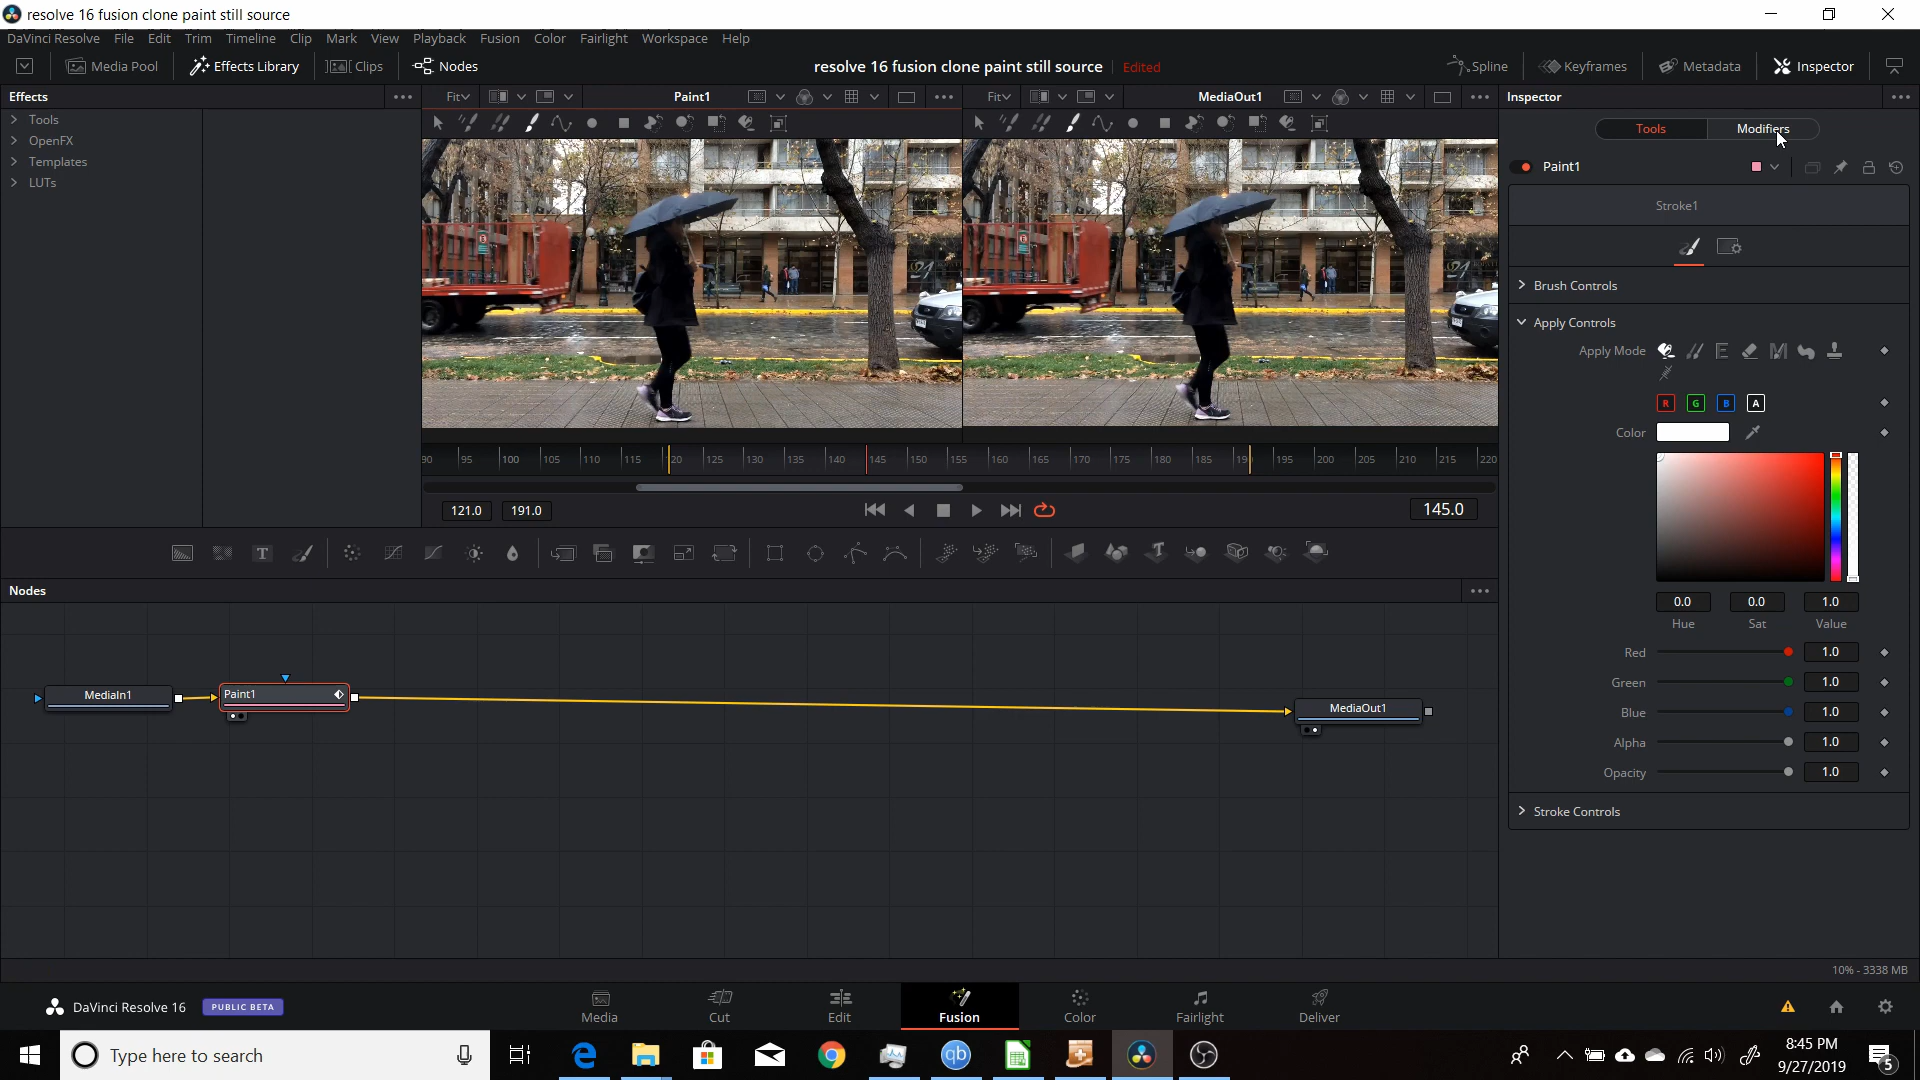 resolve 16 fusion clone paint still source
DaVinci Resolve File Edit Trim Timeline Clip Mark View Playback Fusion Color Fairlight Workspace Help
Media Pool Effects Library Clips Nodes resolve 16 fusion clone paint still source Edited Spline Keyframes Metadata Inspector
Effects Fit Paint1 Fit MediaOut1 Inspector
Tools
OpenFX
Templates
LUTs
Tools Modifiers
Paint1
Stroke1
Brush Controls
Apply Controls
Apply Mode
R G B A
Color
0.0 0.0 1.0
Hue Sat Value
Red 1.0
Green 1.0
Blue 1.0
Alpha 1.0
Opacity 1.0
Stroke Controls
90 95 100 105 110 115 20 125 130 135 140 145 150 155 160 165 170 175 180 185 19 195 200 205 210 215 220
121.0 191.0 145.0
Nodes
MediaIn1 Paint1 MediaOut1
10% - 3338 MB
DaVinci Resolve 16 PUBLIC BETA
Media Cut Edit Fusion Color Fairlight Deliver
Type here to search
qb
8:45 PM
9/27/2019
5